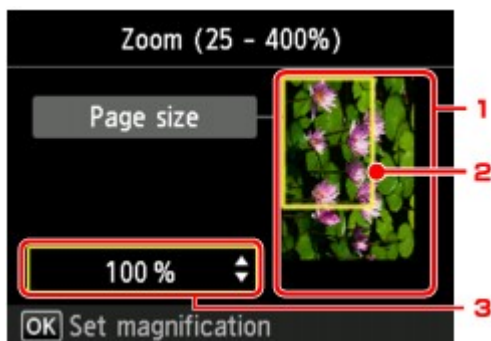 Zoom (25 - 400%)
Page size
1
2
100 %
3
OK Set magnification